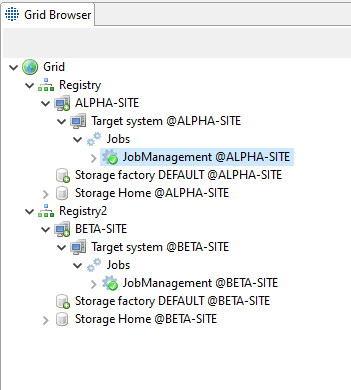 Grid Browser
Grid
Registry
ALPHA-SITE
Target system @ALPHA-SITE
Jobs
JobManagement @ALPHA-SITE
Storage factory DEFAULT @ALPHA-SITE
Storage Home @ALPHA-SITE
Registry2
BETA-SITE
Target system @BETA-SITE
Jobs
JobManagement @BETA-SITE
Storage factory DEFAULT @BETA-SITE
Storage Home @BETA-SITE